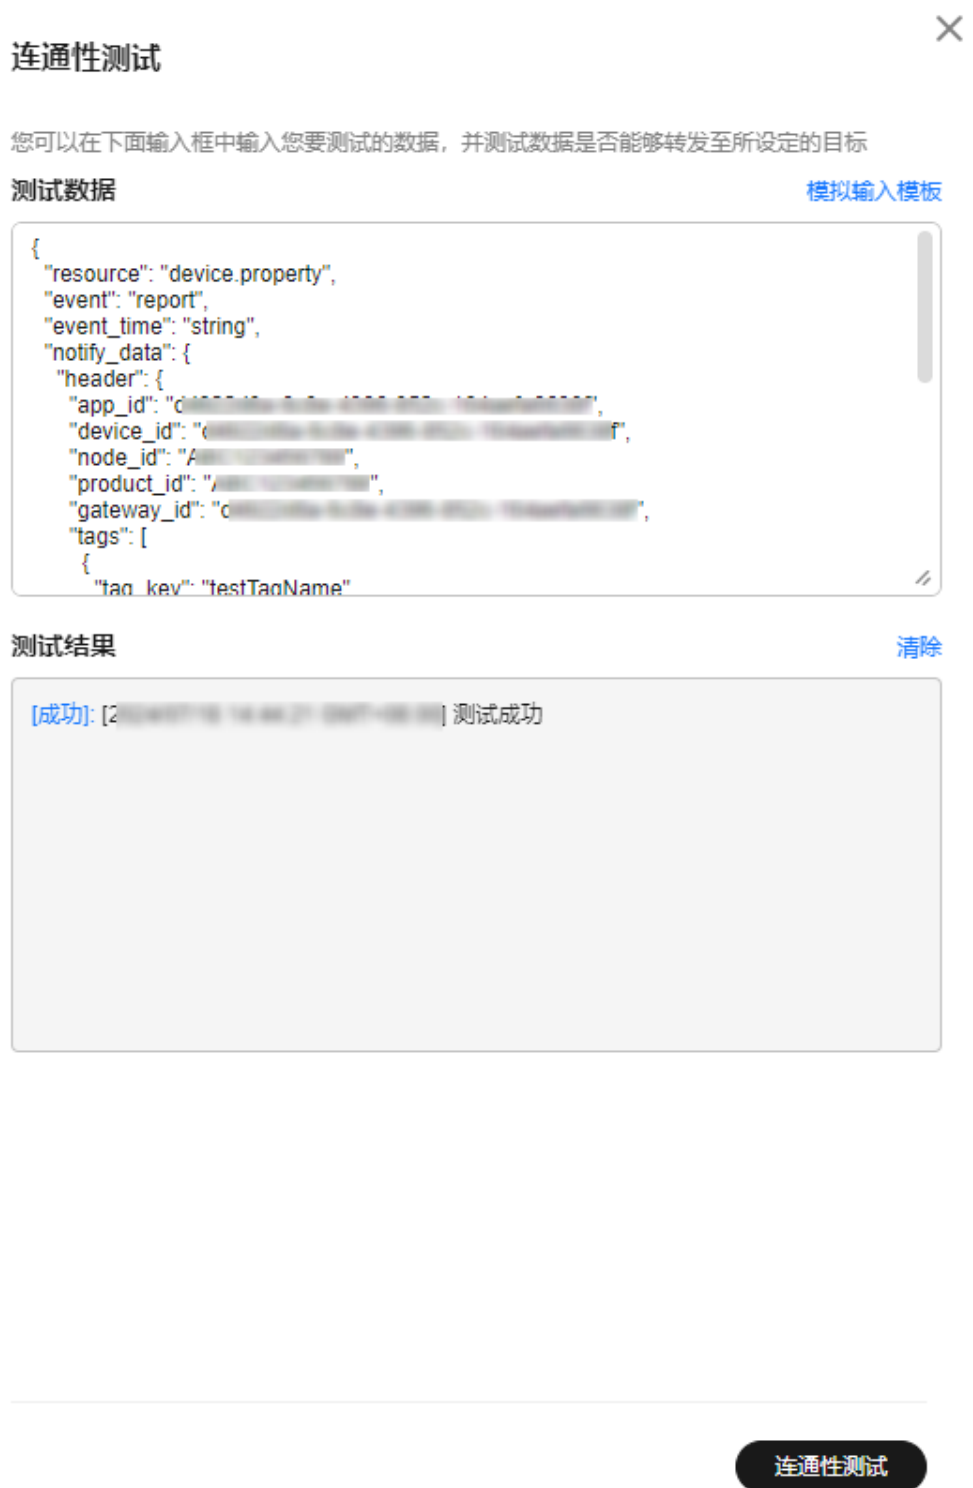 连通性测试
您可以在下面输入框中输入您要测试的数据，并测试数据是否能够转发至所设定的目标
测试数据
模拟输入模板
{
"resource": "device.property",
"event": "report",
"event_time": "string",
"notify_data": {
"header": {
"app_id":
"device_id":
"node_id":
"product_id":
"gateway_id":
"tags": [
{
"tag_key": "testTagName"
测试结果
清除
[成功]: 测试成功
连通性测试